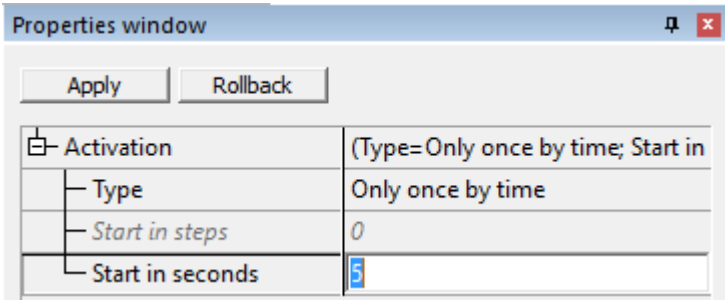 Properties window
Apply Rollback
Activation (Type=Only once by time; Start in
Type Only once by time
Start in steps 0
Start in seconds 5